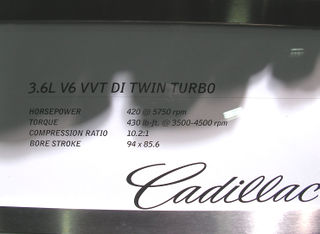 3.6L V6 VVT DI TWIN TURBO
HORSEPOWER 420 @ 5750 rpm
TORQUE 430 lb-ft. @ 3500-4500 rpm
COMPRESSION RATIO 10.2:1
BORE STROKE 94 x 85.6
Cadillac